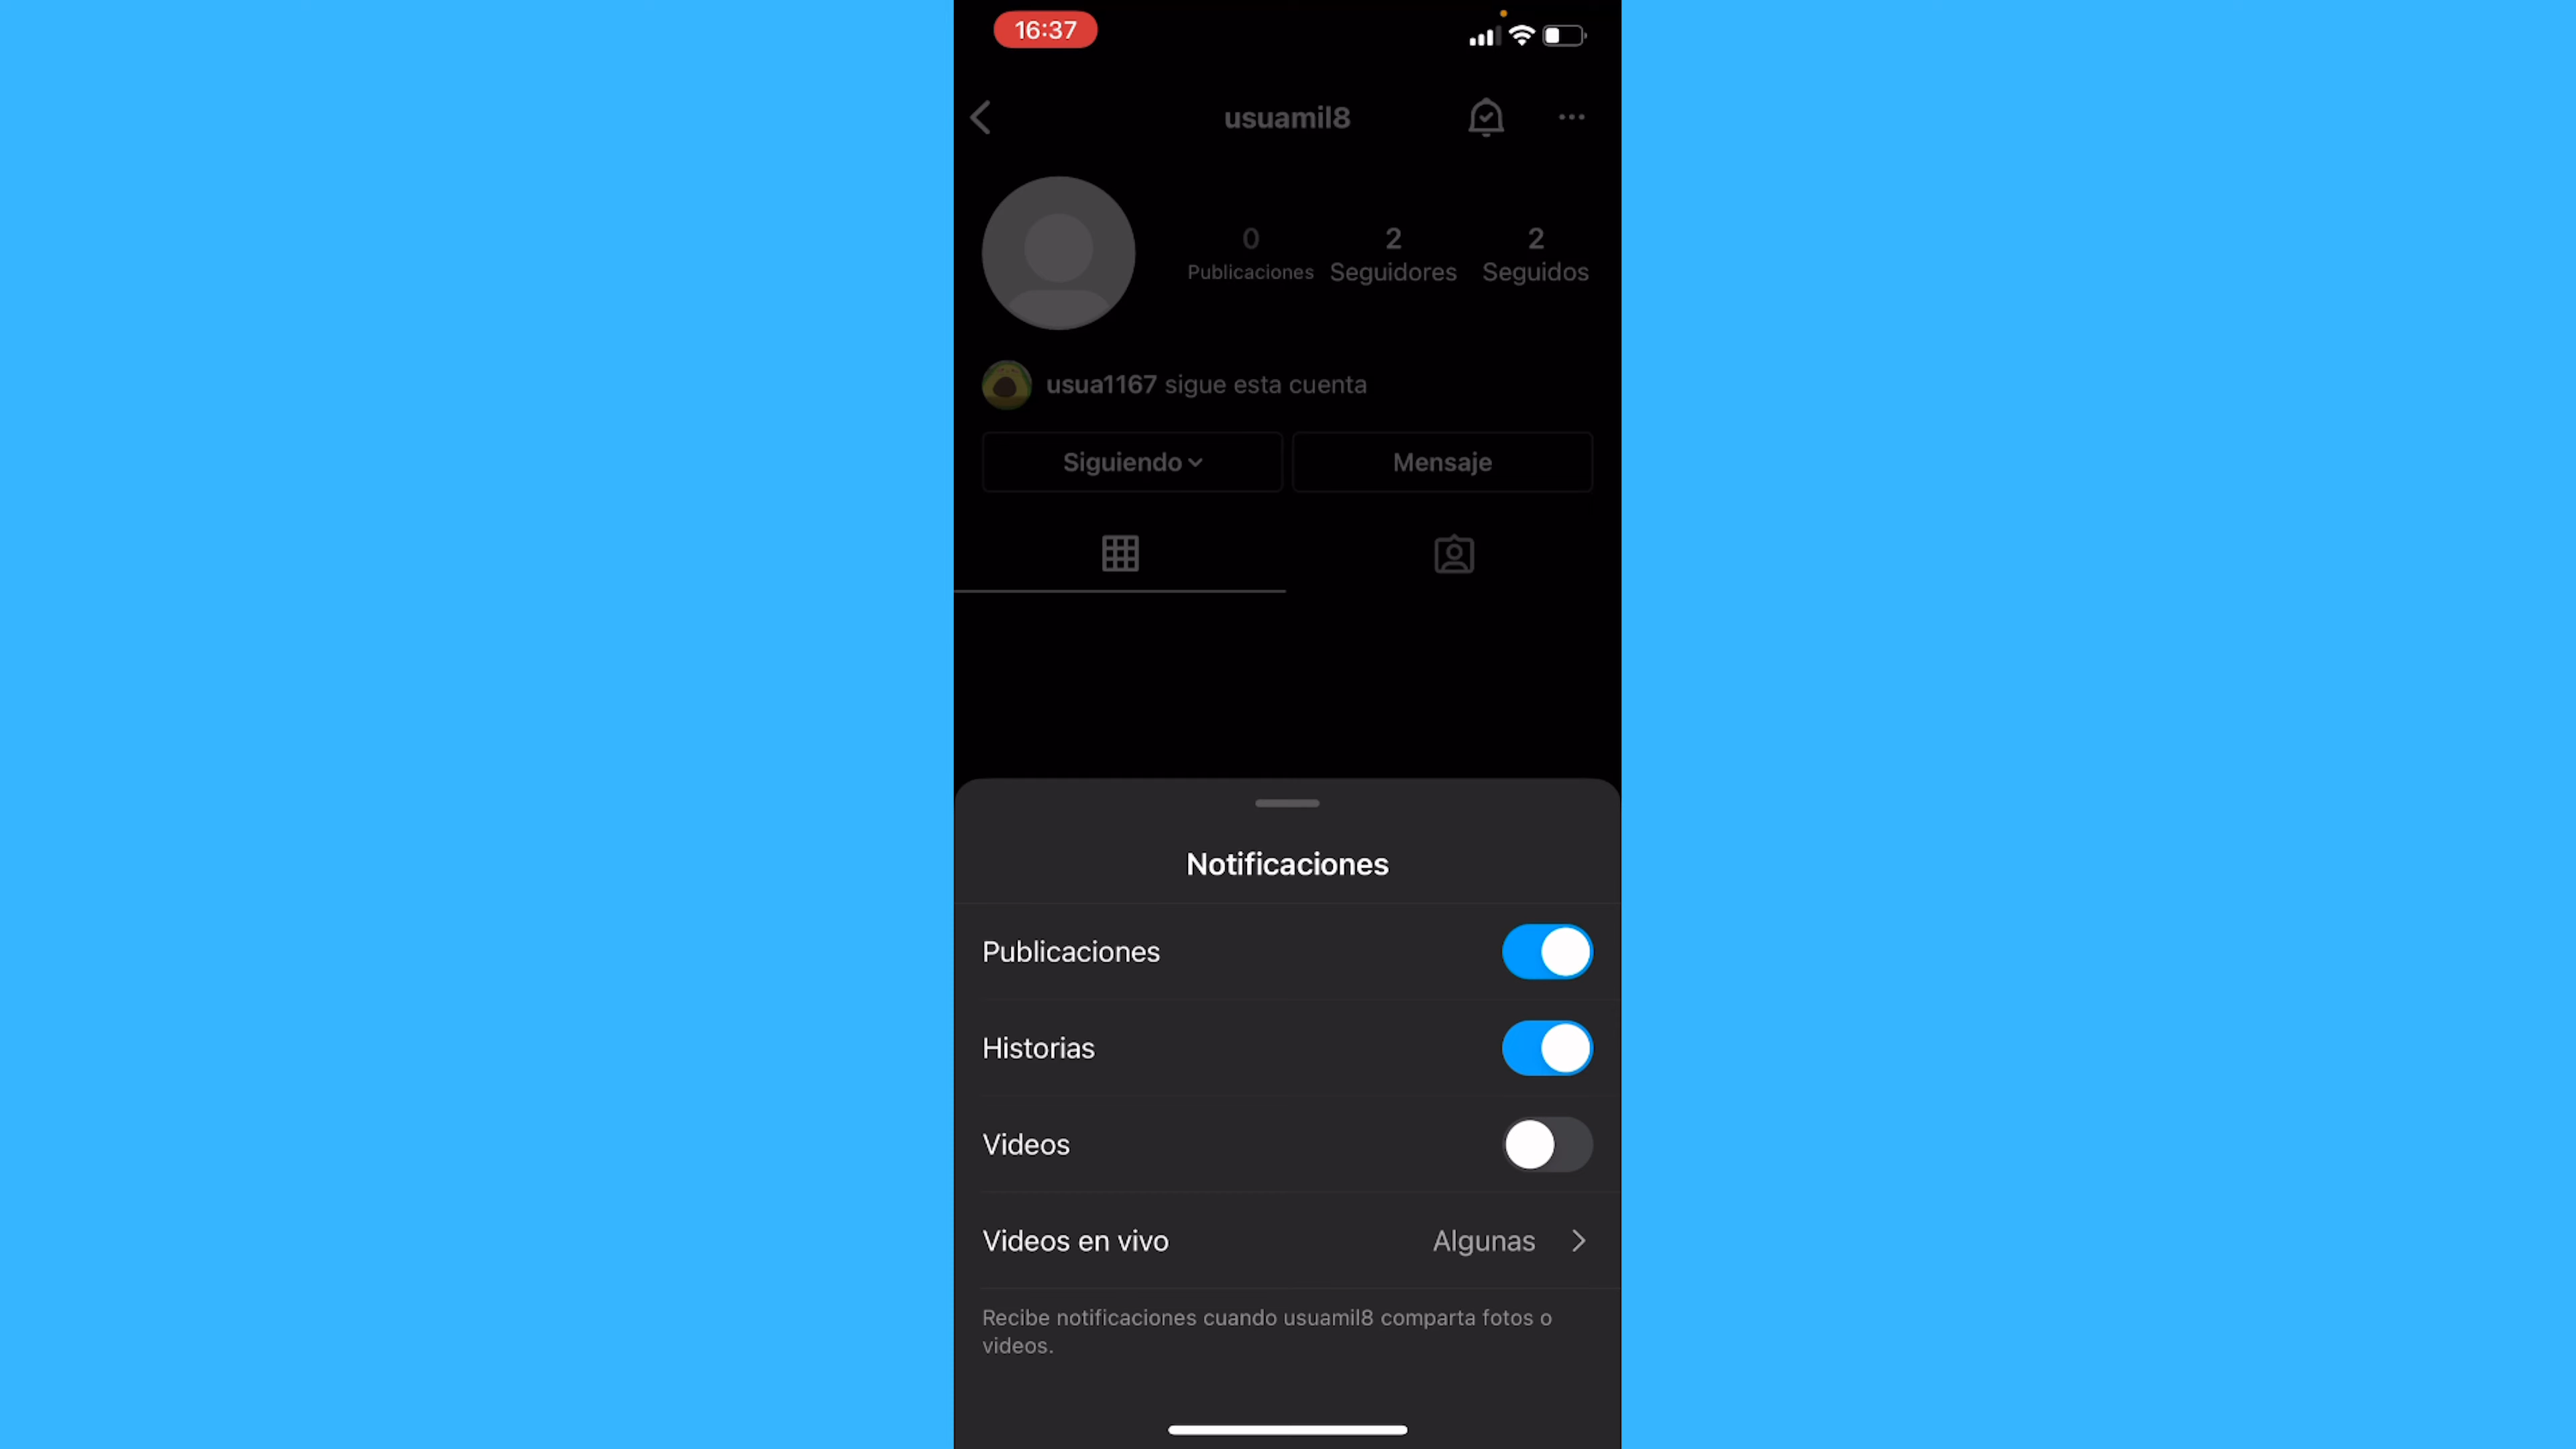 16:37
usuamil8
0 2 2
Publicaciones Seguidores Seguidos
usua1167 sigue esta cuenta
Siguiendo Mensaje
Notificaciones
Publicaciones
Historias
Videos
Videos en vivo Algunas
Recibe notificaciones cuando usuamil8 comparta fotos o
videos.